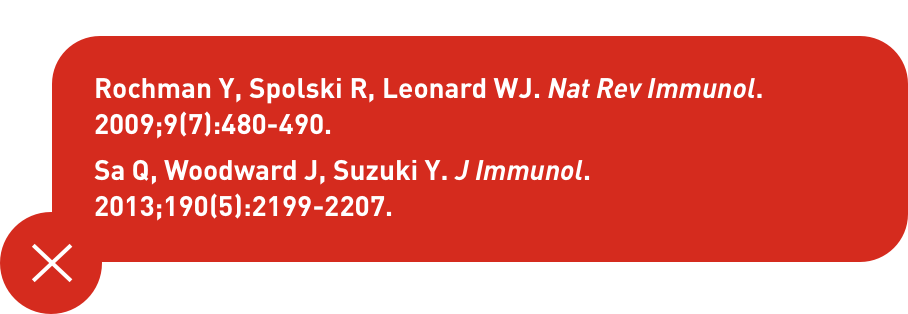 Rochman Y, Spolski R, Leonard WJ. Nat Rev Immunol.
2009;9(7):480-490.
Sa Q, Woodward J, Suzuki Y. J Immunol.
2013;190(5):2199-2207.